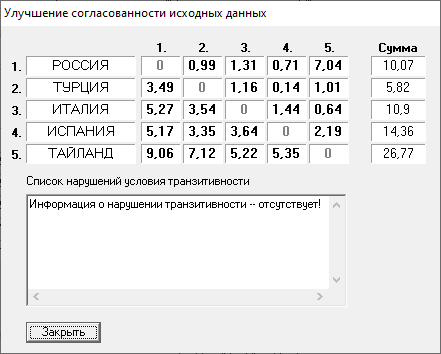 Улучшение согласованности исходных данных
1. 2. 3. 4. 5. Сумма
1. РОССИЯ 0 0,99 1,31 0,71 7,04 10,07
2. ТУРЦИЯ 3,49 0 1,16 0,14 1,01 5,82
3. ИТАЛИЯ 5,27 3,54 0 1,44 0,64 10,9
4. ИСПАНИЯ 5,17 3,35 3,64 0 2,19 14,36
5. ТАЙЛАНД 9,06 7,12 5,22 5,35 0 26,77
Список нарушений условия транзитивности
Информация о нарушении транзитивности -- отсутствует!
Закрыть